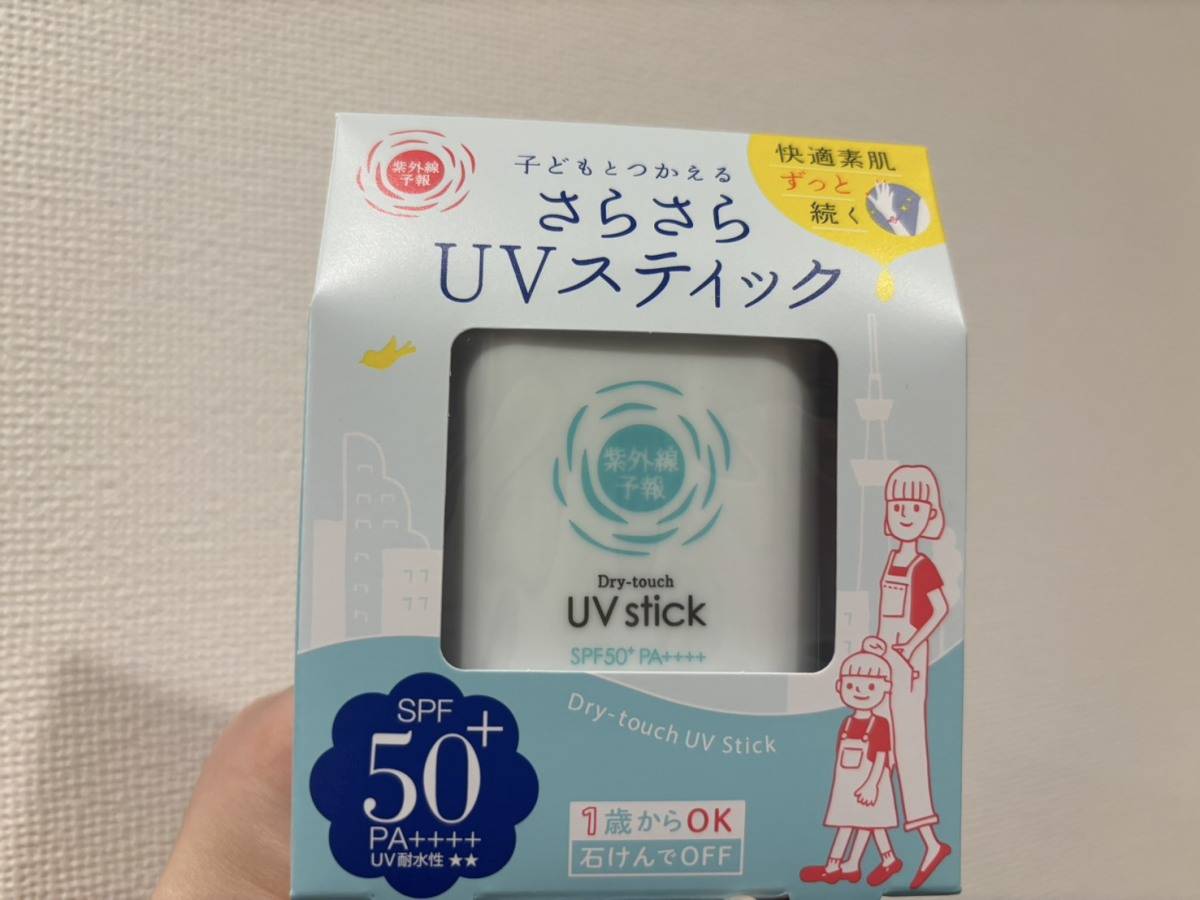 紫外線
予報
子どもとつかえる
さらさら
UVスティック
快適素肌
ずっと
続く
紫外線
予報
Dry-touch
UV stick
SPF50+ PA++++
Dry-touch UV Stick
SPF
50+
PA++++
UV耐水性★★
1歳からOK
石けんでOFF